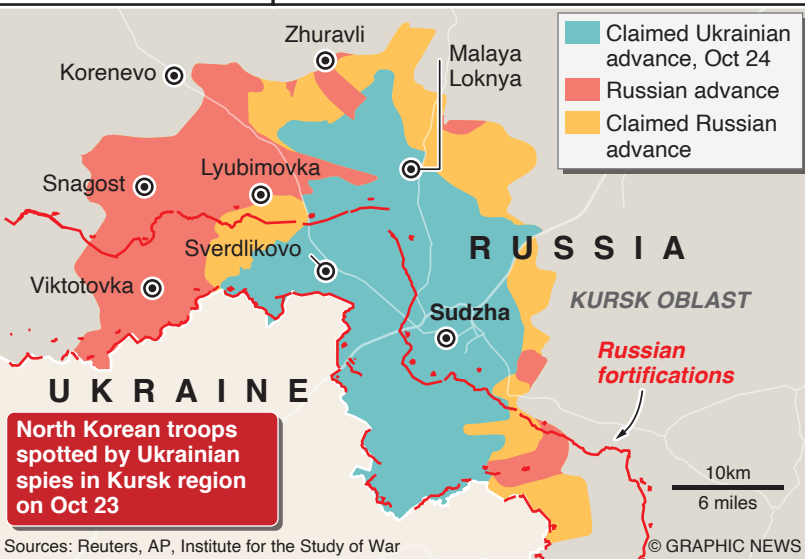 Zhuravli
Korenevo
Malaya
Loknya
Claimed Ukrainian
advance, Oct 24
Russian advance
Claimed Russian
advance
Lyubimovka
Snagost
Sverdlikovo
RUSSIA
Viktotovka
KURSK OBLAST
Sudzha
Russian
fortifications
UKRAINE
North Korean troops
spotted by Ukrainian
spies in Kursk region
on Oct 23
10km
6 miles
Sources: Reuters, AP, Institute for the Study of War
© GRAPHIC NEWS